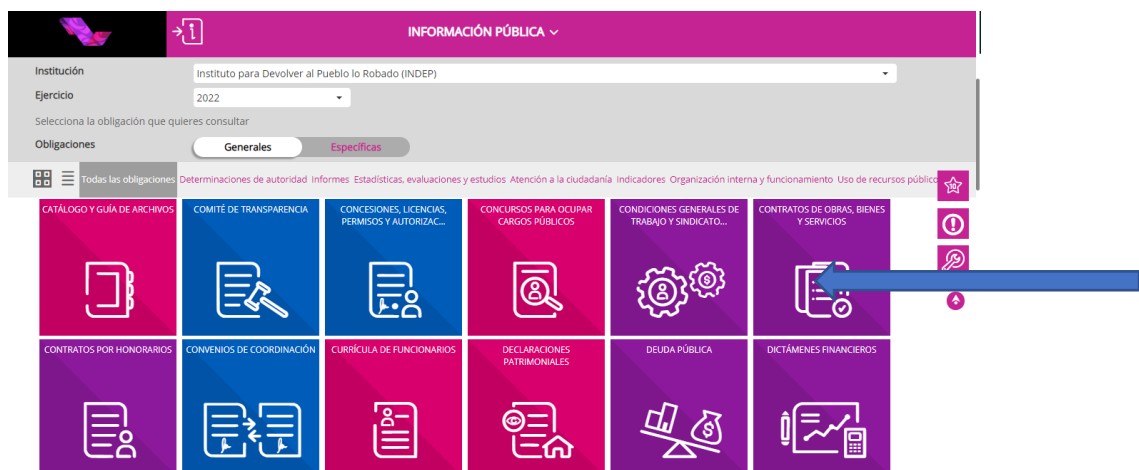 INFORMACIÓN PÚBLICA
Institución
Instituto para Devolver al Pueblo lo Robado (INDEP)
Ejercicio
2022
Selecciona la obligación que quieres consultar
Obligaciones
Generales
Específicas
Todas las obligaciones Determinaciones de autoridad Informes Estadísticas, evaluaciones y estudios Atención a la ciudadanía Indicadores Organización interna y funcionamiento Uso de recursos público
CATÁLOGO Y GUÍA DE ARCHIVOS
COMITÉ DE TRANSPARENCIA
CONCESIONES, LICENCIAS,
PERMISOS Y AUTORIZAC...
CONCURSOS PARA OCUPAR
CARGOS PÚBLICOS
CONDICIONES GENERALES DE
TRABAJO Y SINDICATO...
CONTRATOS DE OBRAS, BIENES
Y SERVICIOS
CONTRATOS POR HONORARIOS
CONVENIOS DE COORDINACIÓN
CURRÍCULA DE FUNCIONARIOS
DECLARACIONES
PATRIMONIALES
DEUDA PÚBLICA
DICTÁMENES FINANCIEROS